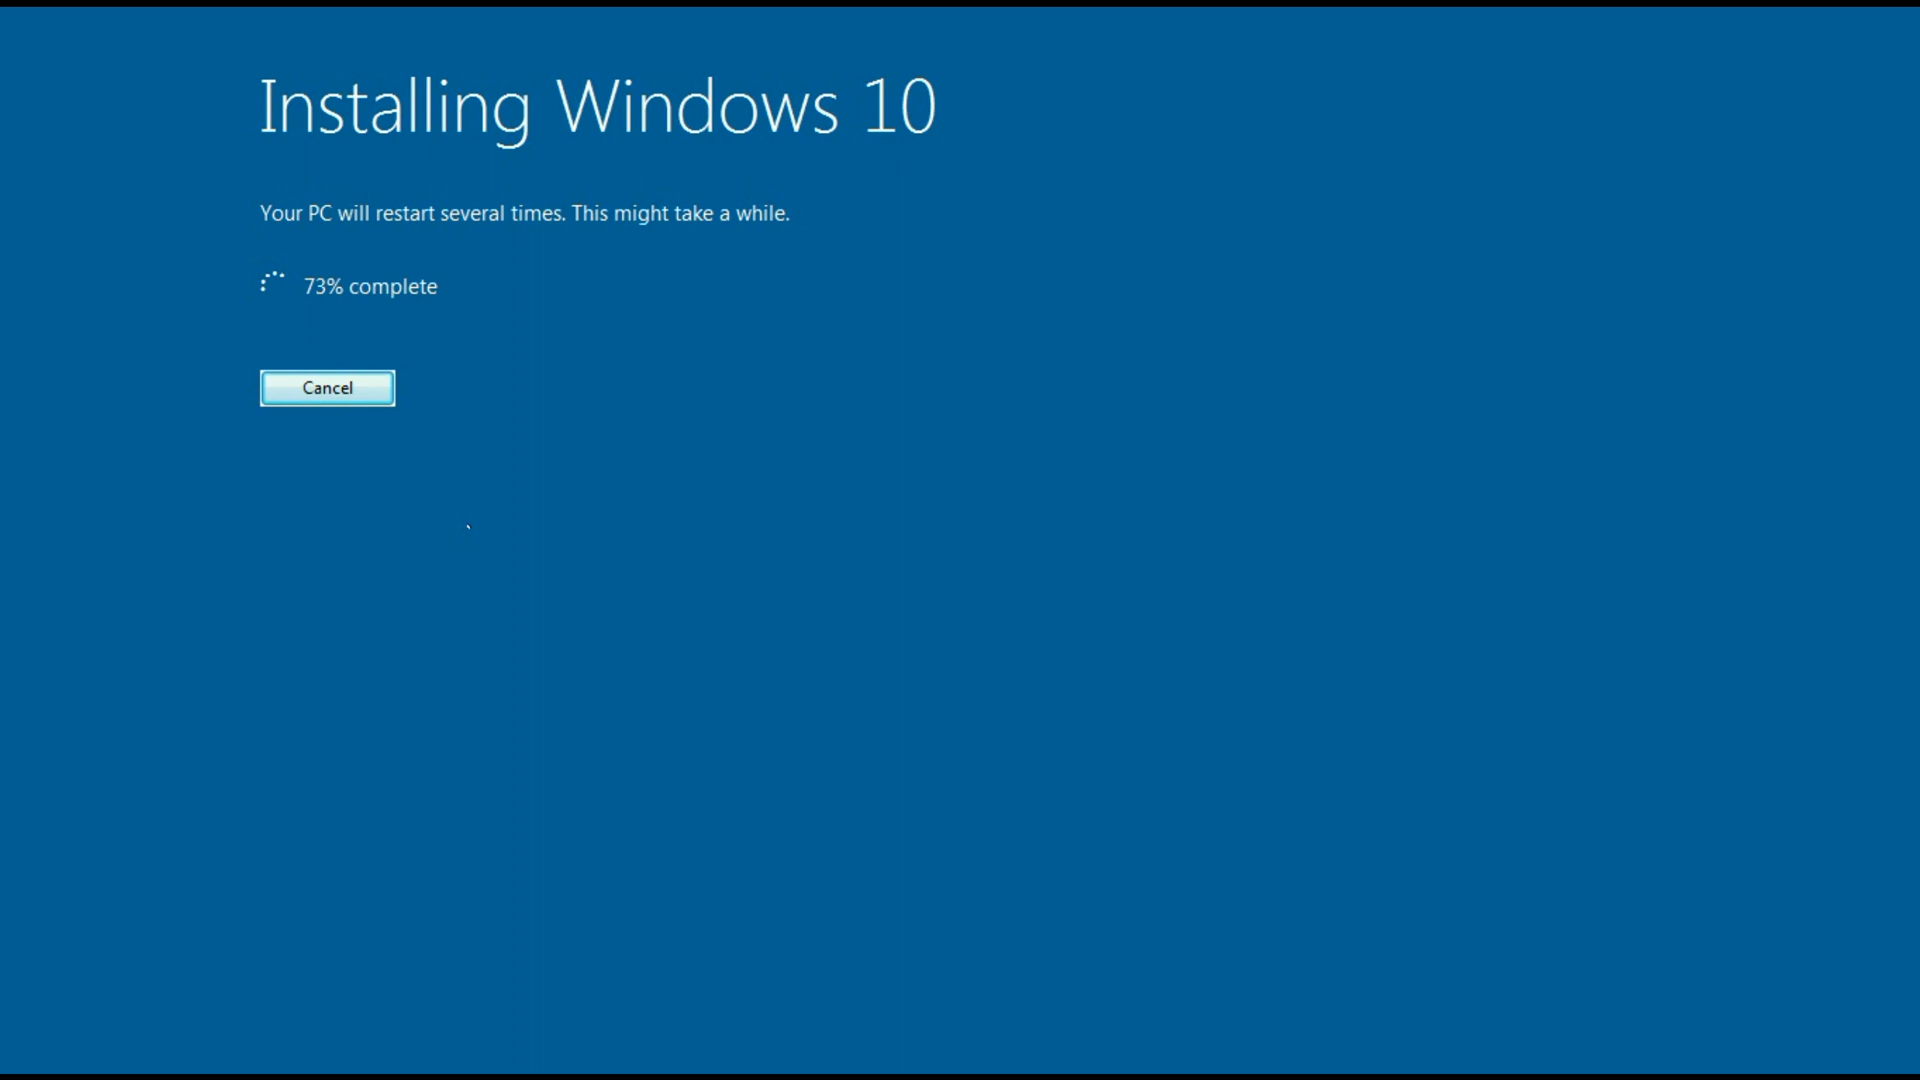 Installing Windows 10
Your PC will restart several times. This might take a while.
73% complete
Cancel